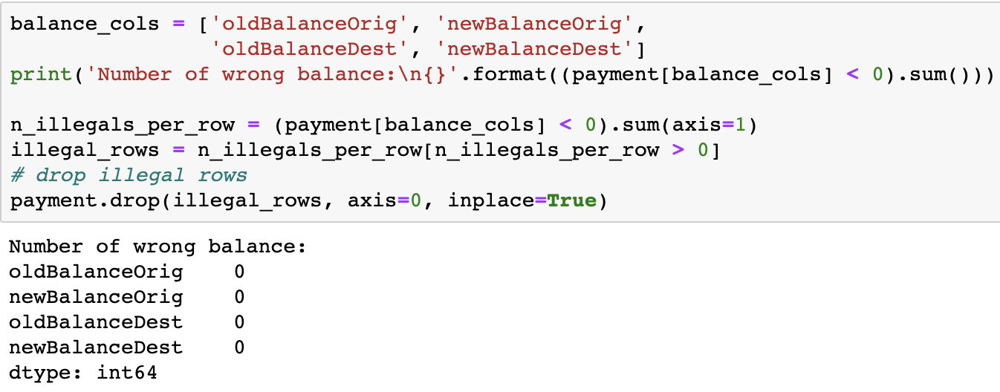 balance_cols = ['oldBalanceOrig', 'newBalanceOrig',
                'oldBalanceDest', 'newBalanceDest']
print('Number of wrong balance:\n{}'.format((payment[balance_cols] < 0).sum()))

n_illegals_per_row = (payment[balance_cols] < 0).sum(axis=1)
illegal_rows = n_illegals_per_row[n_illegals_per_row > 0]
# drop illegal rows
payment.drop(illegal_rows, axis=0, inplace=True)
Number of wrong balance:
oldBalanceOrig    0
newBalanceOrig    0
oldBalanceDest    0
newBalanceDest    0
dtype: int64